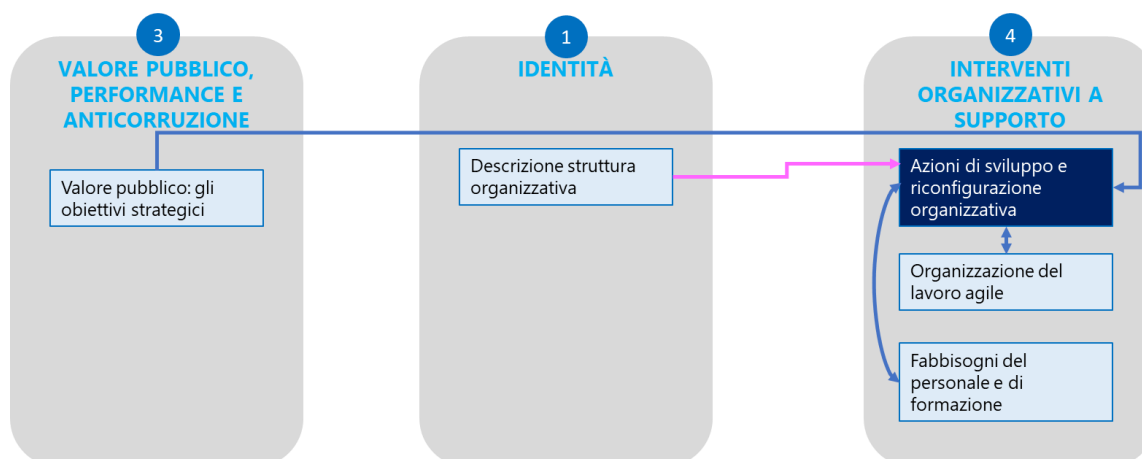 3
VALORE PUBBLICO,
PERFORMANCE E
ANTICORRUZIONE
Valore pubblico: gli
obiettivi strategici
1
IDENTITÀ
Descrizione struttura
organizzativa
4
INTERVENTI
ORGANIZZATIVI A
SUPPORTO
Azioni di sviluppo e
riconfigurazione
organizzativa
Organizzazione del
lavoro agile
Fabbisogni del
personale e di
formazione